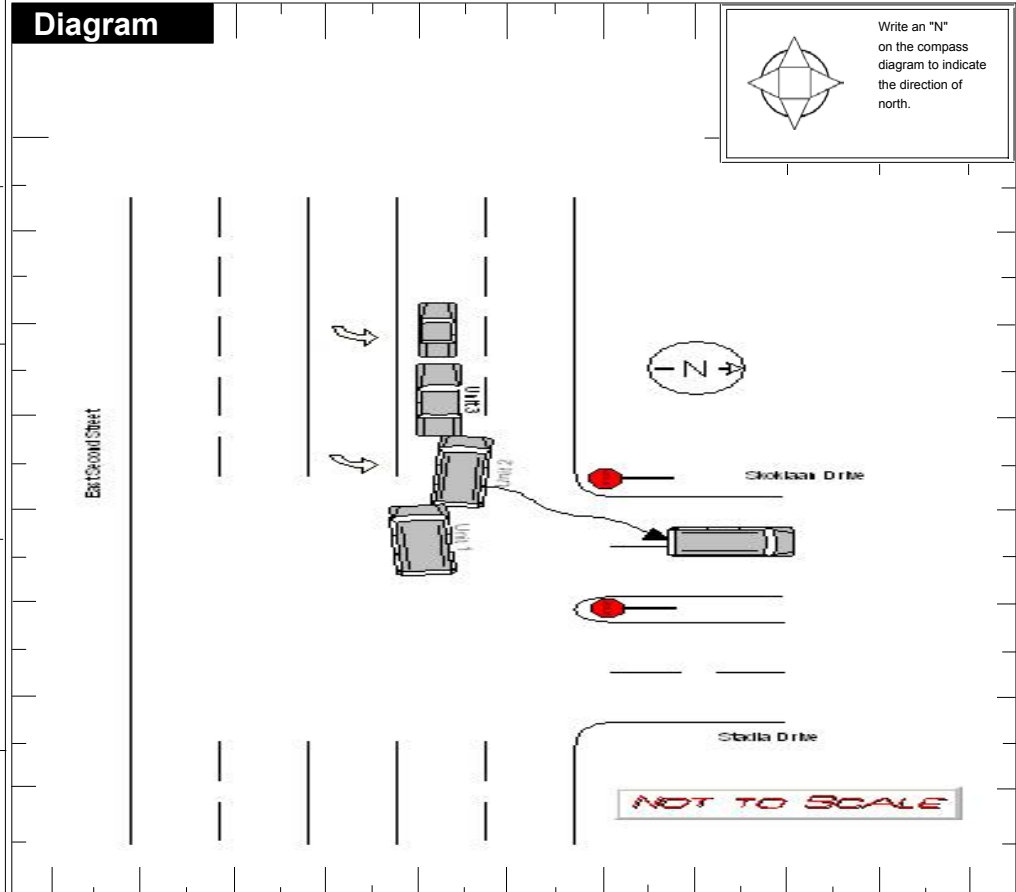 Diagram
Write an "N"
on the compass
diagram to indicate
the direction of
north.
Unit 3
N
East Second Street
Unit 2
Skoklaan Drive
Unit 1
Stadia Drive
NOT TO SCALE